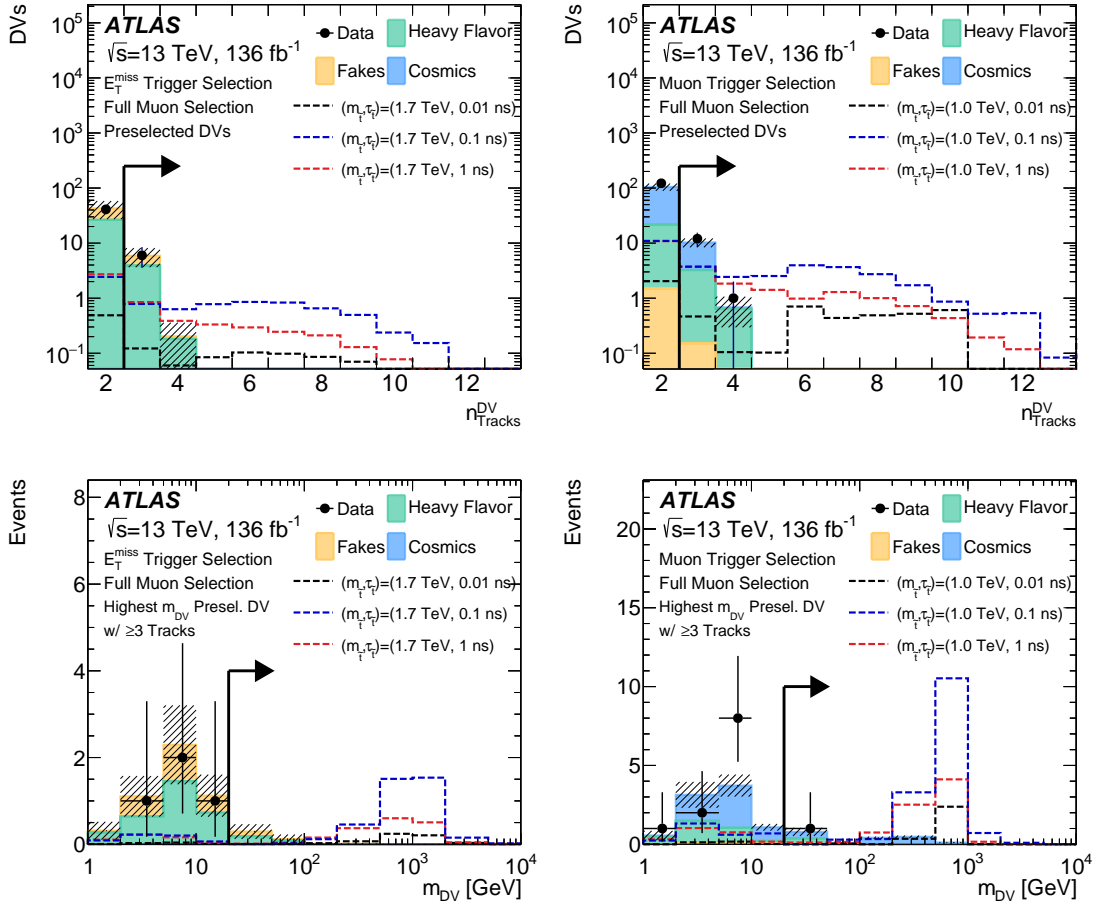 ATLAS
√s=13 TeV, 136 fb⁻¹
E_T^miss Trigger Selection
Full Muon Selection
Preselected DVs
Data
Heavy Flavor
Fakes
Cosmics
(m_t̃,τ_t̃)=(1.7 TeV, 0.01 ns)
(m_t̃,τ_t̃)=(1.7 TeV, 0.1 ns)
(m_t̃,τ_t̃)=(1.7 TeV, 1 ns)
DVs
10⁵
10⁴
10³
10²
10
1
10⁻¹
2 4 6 8 10 12
n_Tracks^DV
ATLAS
√s=13 TeV, 136 fb⁻¹
Muon Trigger Selection
Full Muon Selection
Preselected DVs
Data
Heavy Flavor
Fakes
Cosmics
(m_t̃,τ_t̃)=(1.0 TeV, 0.01 ns)
(m_t̃,τ_t̃)=(1.0 TeV, 0.1 ns)
(m_t̃,τ_t̃)=(1.0 TeV, 1 ns)
DVs
10⁵
10⁴
10³
10²
10
1
10⁻¹
2 4 6 8 10 12
n_Tracks^DV
ATLAS
√s=13 TeV, 136 fb⁻¹
E_T^miss Trigger Selection
Full Muon Selection
Highest m_DV Presel. DV
w/ ≥3 Tracks
Data
Heavy Flavor
Fakes
Cosmics
(m_t̃,τ_t̃)=(1.7 TeV, 0.01 ns)
(m_t̃,τ_t̃)=(1.7 TeV, 0.1 ns)
(m_t̃,τ_t̃)=(1.7 TeV, 1 ns)
Events
8
6
4
2
0
1 10 10² 10³ 10⁴
m_DV [GeV]
ATLAS
√s=13 TeV, 136 fb⁻¹
Muon Trigger Selection
Full Muon Selection
Highest m_DV Presel. DV
w/ ≥3 Tracks
Data
Heavy Flavor
Fakes
Cosmics
(m_t̃,τ_t̃)=(1.0 TeV, 0.01 ns)
(m_t̃,τ_t̃)=(1.0 TeV, 0.1 ns)
(m_t̃,τ_t̃)=(1.0 TeV, 1 ns)
Events
20
15
10
5
0
1 10 10² 10³ 10⁴
m_DV [GeV]